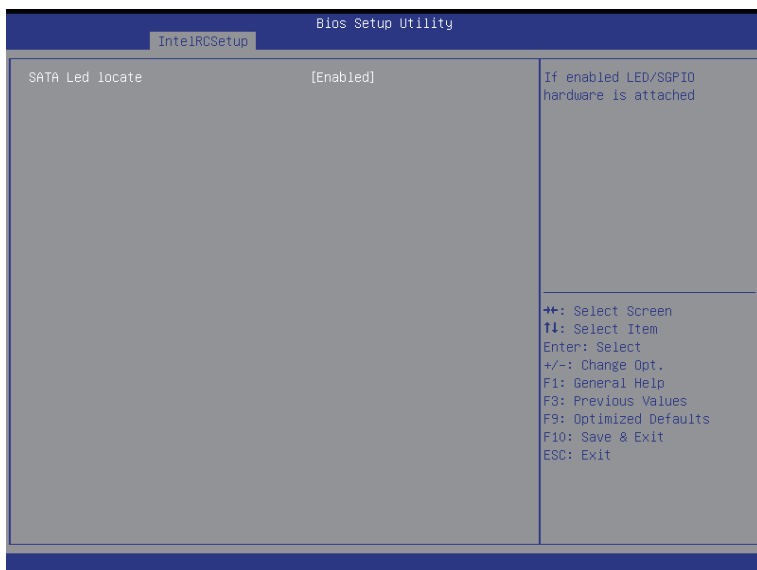 Bios Setup Utility
IntelRCSetup
SATA Led locate [Enabled]
If enabled LED/SGPIO
hardware is attached
→←: Select Screen
↑↓: Select Item
Enter: Select
+/-: Change Opt.
F1: General Help
F3: Previous Values
F9: Optimized Defaults
F10: Save & Exit
ESC: Exit